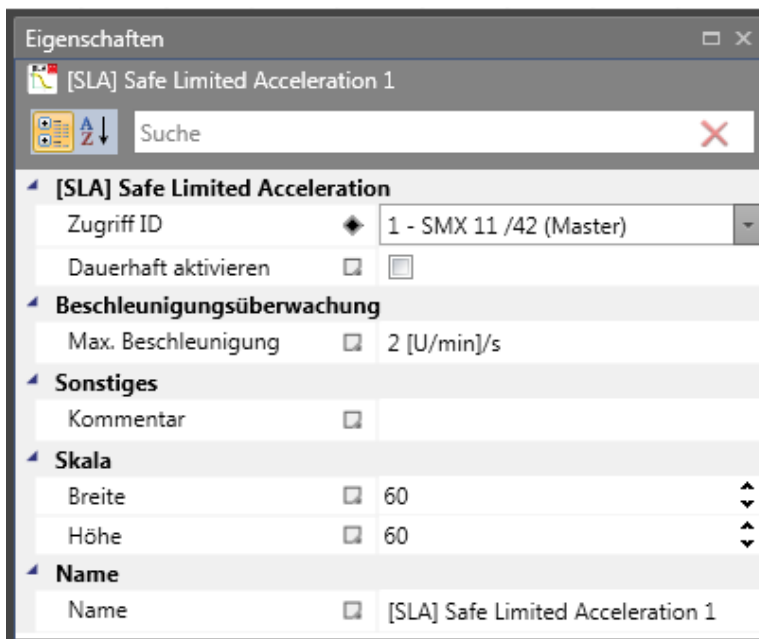 Eigenschaften
[SLA] Safe Limited Acceleration 1
A Z Suche
[SLA] Safe Limited Acceleration
Zugriff ID 1 - SMX 11 /42 (Master)
Dauerhaft aktivieren
Beschleunigungsüberwachung
Max. Beschleunigung 2 [U/min]/s
Sonstiges
Kommentar
Skala
Breite 60
Höhe 60
Name
Name [SLA] Safe Limited Acceleration 1